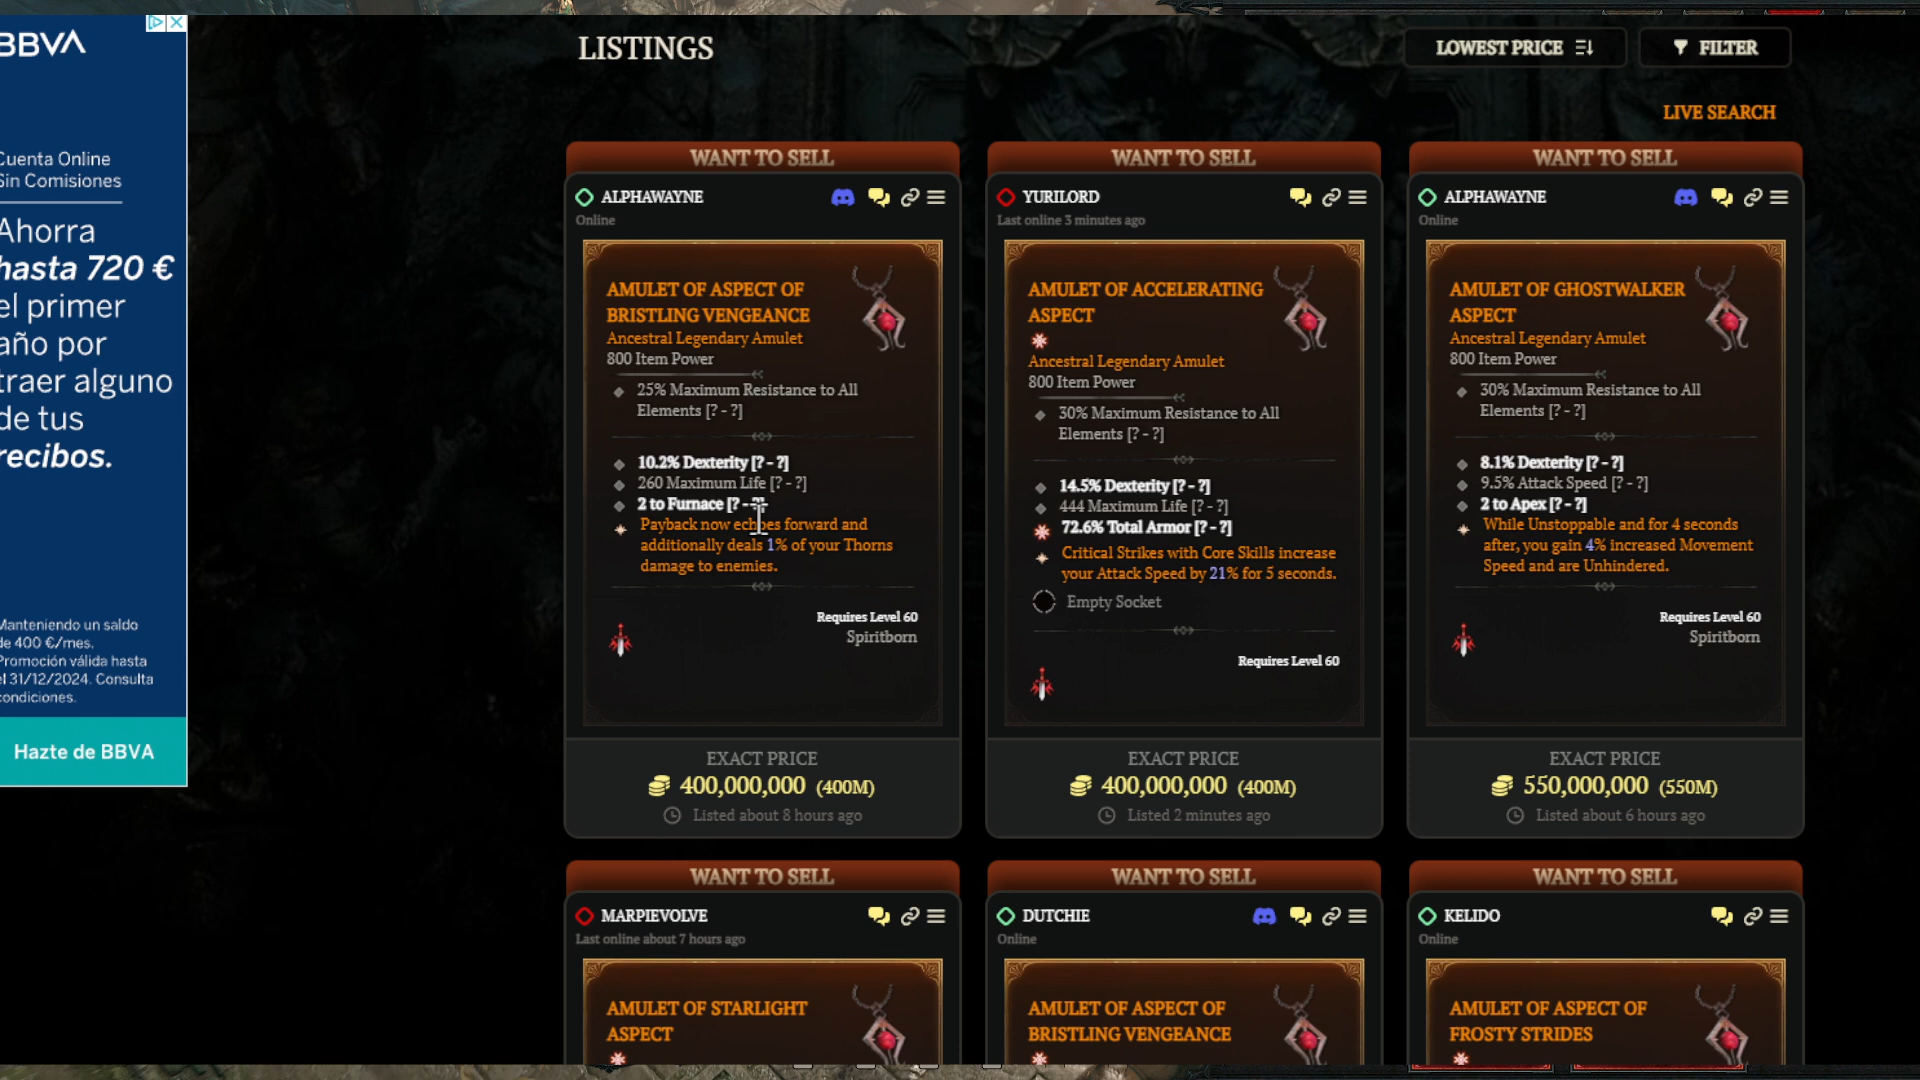 BBVA
Cuenta Online
Sin Comisiones
Ahorra
hasta 720 €
el primer
año por
traer alguno
de tus
recibos.
Manteniendo un saldo
de 400 €/mes.
Promoción válida hasta
el 31/12/2024. Consulta
condiciones.
Hazte de BBVA
LISTINGS
LOWEST PRICE
FILTER
LIVE SEARCH
WANT TO SELL
ALPHAWAYNE
Online
AMULET OF ASPECT OF
BRISTLING VENGEANCE
Ancestral Legendary Amulet
800 Item Power
25% Maximum Resistance to All
Elements [? - ?]
10.2% Dexterity [? - ?]
260 Maximum Life [? - ?]
2 to Furnace [? - ?]
Payback now echoes forward and
additionally deals 1% of your Thorns
damage to enemies.
Requires Level 60
Spiritborn
EXACT PRICE
400,000,000 (400M)
Listed about 8 hours ago
WANT TO SELL
YURILORD
Last online 3 minutes ago
AMULET OF ACCELERATING
ASPECT
Ancestral Legendary Amulet
800 Item Power
30% Maximum Resistance to All
Elements [? - ?]
14.5% Dexterity [? - ?]
444 Maximum Life [? - ?]
72.6% Total Armor [? - ?]
Critical Strikes with Core Skills increase
your Attack Speed by 21% for 5 seconds.
Empty Socket
Requires Level 60
EXACT PRICE
400,000,000 (400M)
Listed 2 minutes ago
WANT TO SELL
ALPHAWAYNE
Online
AMULET OF GHOSTWALKER
ASPECT
Ancestral Legendary Amulet
800 Item Power
30% Maximum Resistance to All
Elements [? - ?]
8.1% Dexterity [? - ?]
9.5% Attack Speed [? - ?]
2 to Apex [? - ?]
While Unstoppable and for 4 seconds
after, you gain 4% increased Movement
Speed and are Unhindered.
Requires Level 60
Spiritborn
EXACT PRICE
550,000,000 (550M)
Listed about 6 hours ago
WANT TO SELL
MARPIEVOLVE
Last online about 7 hours ago
AMULET OF STARLIGHT
ASPECT
WANT TO SELL
DUTCHIE
Online
AMULET OF ASPECT OF
BRISTLING VENGEANCE
WANT TO SELL
KELIDO
Online
AMULET OF ASPECT OF
FROSTY STRIDES